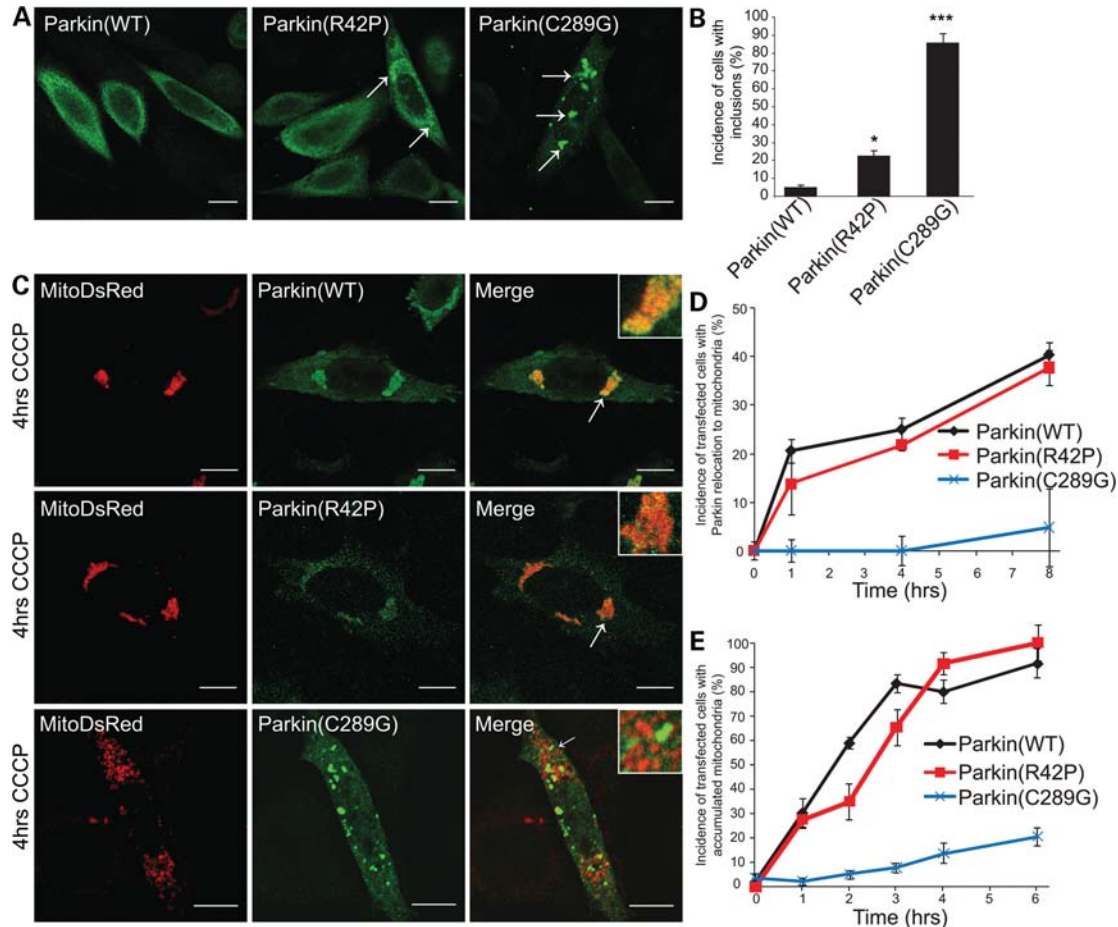 A
Parkin(WT)
Parkin(R42P)
Parkin(C289G)
B
Incidence of cells with
inclusions (%)
100
90
80
70
60
50
40
30
20
10
0
*
***
Parkin(WT)
Parkin(R42P)
Parkin(C289G)
C
4hrs CCCP
MitoDsRed
Parkin(WT)
Merge
4hrs CCCP
MitoDsRed
Parkin(R42P)
Merge
4hrs CCCP
MitoDsRed
Parkin(C289G)
Merge
D
Incidence of transfected cells with
Parkin relocation to mitochondria (%)
50
40
30
20
10
0
Parkin(WT)
Parkin(R42P)
Parkin(C289G)
0 1 2 3 4 5 6 7 8
Time (hrs)
E
Incidence of transfected cells with
accumulated mitochondria (%)
100
90
80
70
60
50
40
30
20
10
0
Parkin(WT)
Parkin(R42P)
Parkin(C289G)
0 1 2 3 4 5 6
Time (hrs)